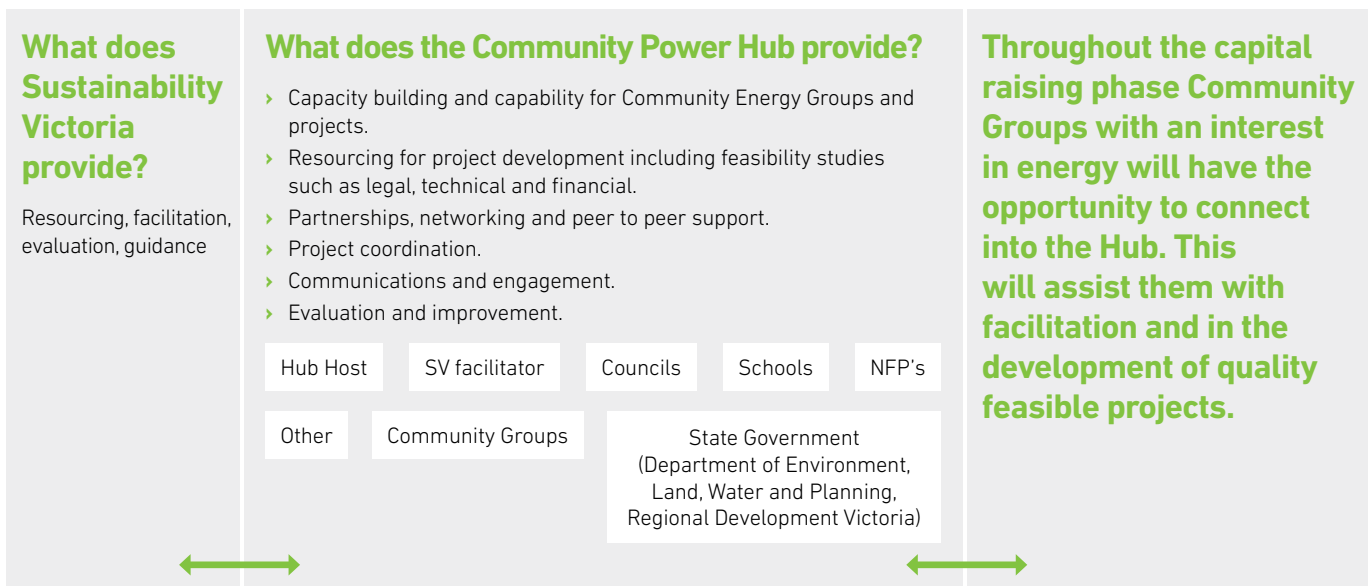 What does
Sustainability
Victoria
provide?
Resourcing, facilitation,
evaluation, guidance
What does the Community Power Hub provide?
› Capacity building and capability for Community Energy Groups and
projects.
› Resourcing for project development including feasibility studies
such as legal, technical and financial.
› Partnerships, networking and peer to peer support.
› Project coordination.
› Communications and engagement.
› Evaluation and improvement.
Hub Host
SV facilitator
Councils
Schools
NFP's
Other
Community Groups
State Government
(Department of Environment,
Land, Water and Planning,
Regional Development Victoria)
Throughout the capital
raising phase Community
Groups with an interest
in energy will have the
opportunity to connect
into the Hub. This
will assist them with
facilitation and in the
development of quality
feasible projects.